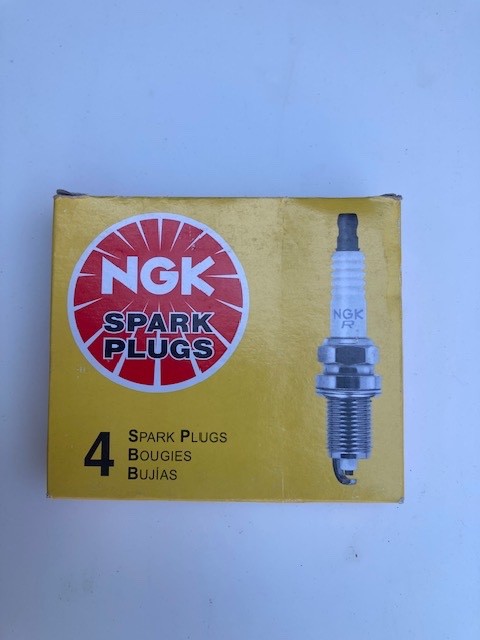 NGK
SPARK
PLUGS
NGK
R
4
SPARK PLUGS
BOUGIES
BUJÍAS